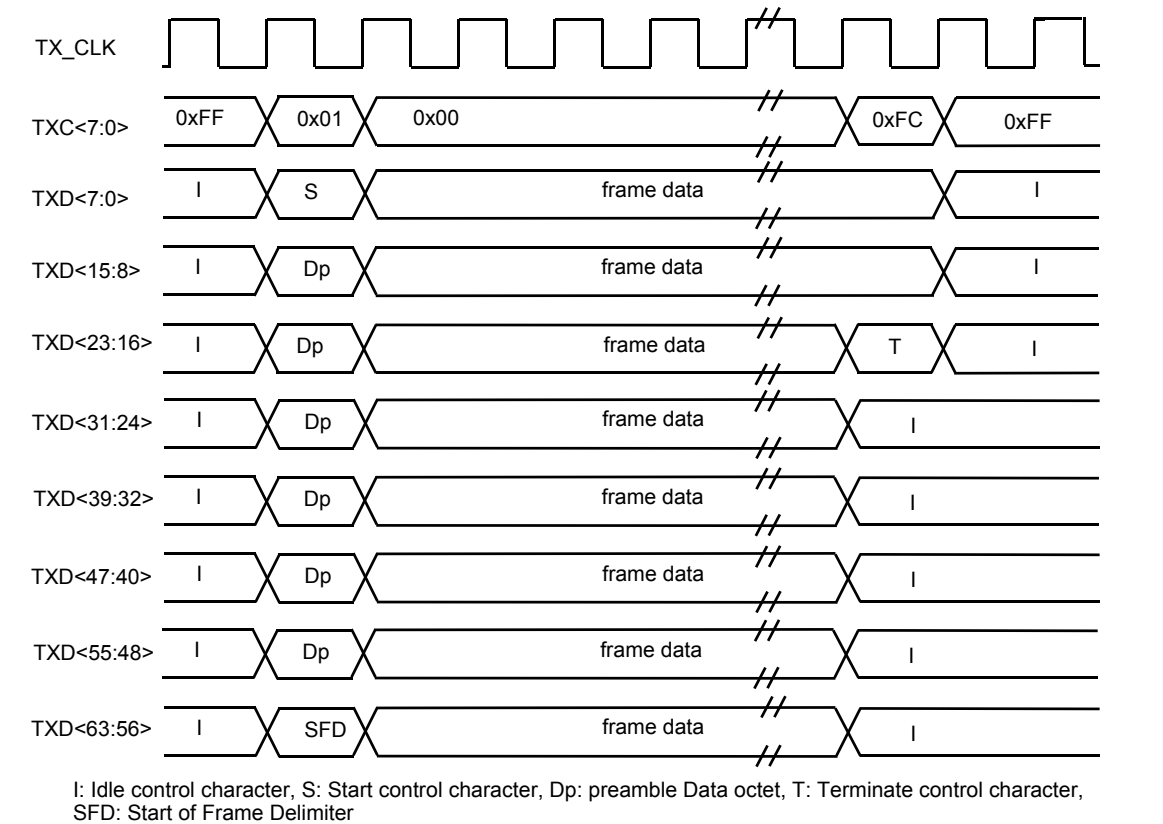 TX_CLK
TXC<7:0> 0xFF 0x01 0x00 0xFC 0xFF
TXD<7:0> I S frame data I
TXD<15:8> I Dp frame data I
TXD<23:16> I Dp frame data T I
TXD<31:24> I Dp frame data I
TXD<39:32> I Dp frame data I
TXD<47:40> I Dp frame data I
TXD<55:48> I Dp frame data I
TXD<63:56> I SFD frame data I
I: Idle control character, S: Start control character, Dp: preamble Data octet, T: Terminate control character,
SFD: Start of Frame Delimiter